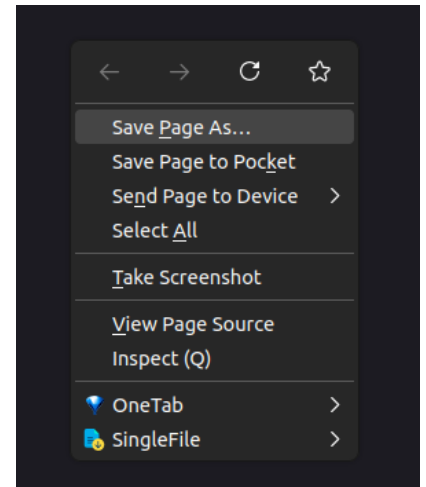 Save Page As...
Save Page to Pocket
Send Page to Device
Select All
Take Screenshot
View Page Source
Inspect (Q)
OneTab
SingleFile